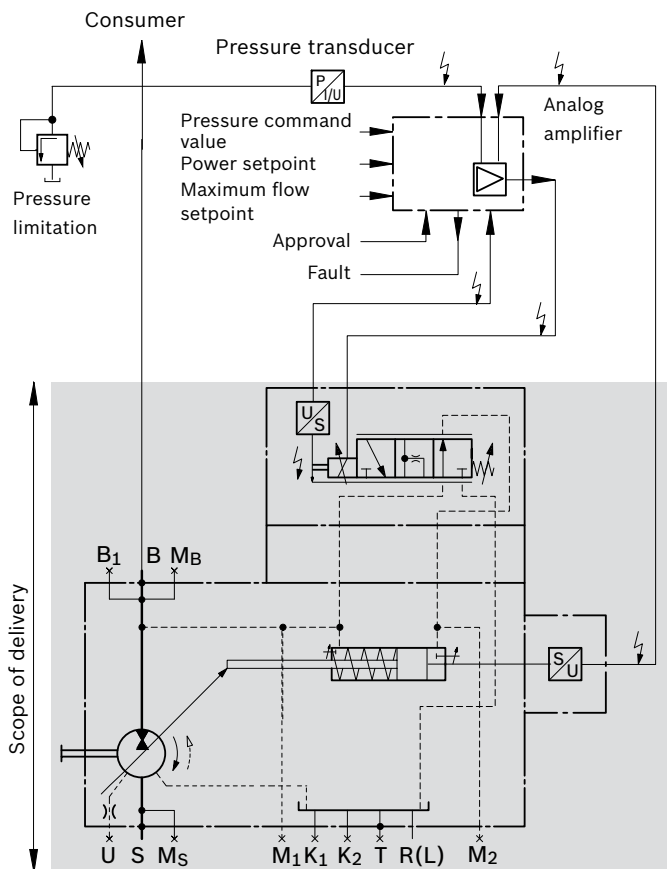 Consumer
Pressure transducer
P
I/U
Analog
amplifier
Pressure command
value
Power setpoint
Maximum flow
setpoint
Pressure
limitation
Approval
Fault
Scope of delivery
U
S
B1 B MB
S
U
U S MS M1 K1 K2 T R(L) M2